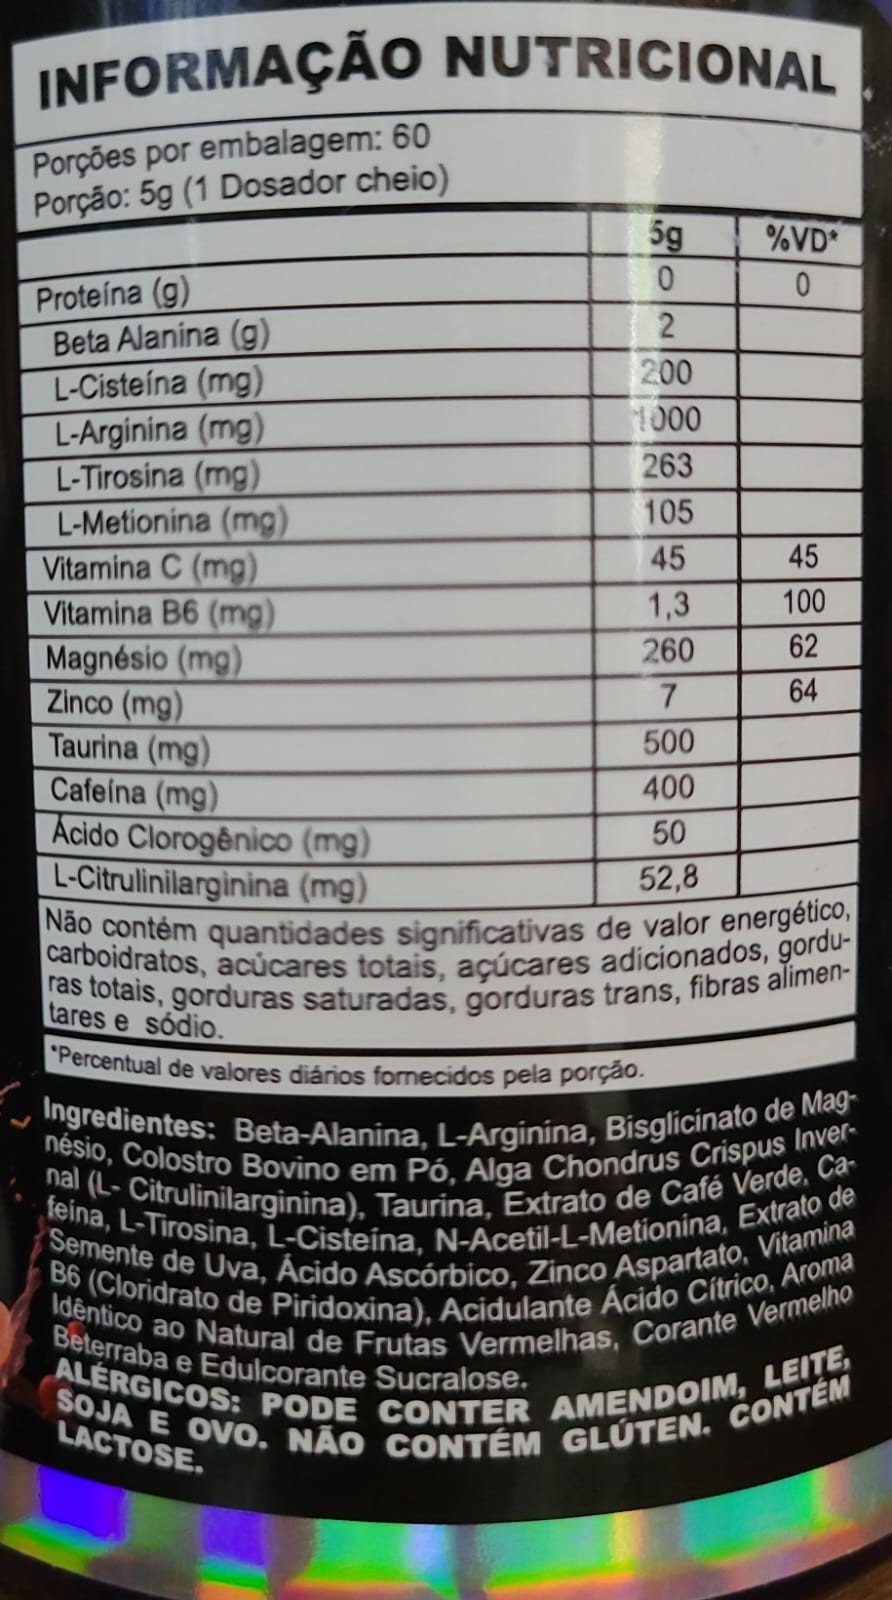 INFORMAÇÃO NUTRICIONAL
Porções por embalagem: 60
Porção: 5g (1 Dosador cheio)
5g %VD*
Proteína (g) 0 0
Beta Alanina (g) 2
L-Cisteína (mg) 200
L-Arginina (mg) 1000
L-Tirosina (mg) 263
L-Metionina (mg) 105
Vitamina C (mg) 45 45
Vitamina B6 (mg) 1,3 100
Magnésio (mg) 260 62
Zinco (mg) 7 64
Taurina (mg) 500
Cafeína (mg) 400
Ácido Clorogênico (mg) 50
L-Citrulinilarginina (mg) 52,8
Não contém quantidades significativas de valor energético,
carboidratos, acúcares totais, açúcares adicionados, gordu-
ras totais, gorduras saturadas, gorduras trans, fibras alimen-
tares e sódio.
*Percentual de valores diários fornecidos pela porção.
Ingredientes: Beta-Alanina, L-Arginina, Bisglicinato de Mag-
nésio, Colostro Bovino em Pó, Alga Chondrus Crispus Inver-
nal (L- Citrulinilarginina), Taurina, Extrato de Café Verde, Ca-
feína, L-Tirosina, L-Cisteína, N-Acetil-L-Metionina, Extrato de
Semente de Uva, Ácido Ascórbico, Zinco Aspartato, Vitamina
B6 (Cloridrato de Piridoxina), Acidulante Ácido Cítrico, Aroma
Idêntico ao Natural de Frutas Vermelhas, Corante Vermelho
Beterraba e Edulcorante Sucralose.
ALÉRGICOS: PODE CONTER AMENDOIM, LEITE,
SOJA E OVO. NÃO CONTÉM GLÚTEN. CONTÉM
LACTOSE.